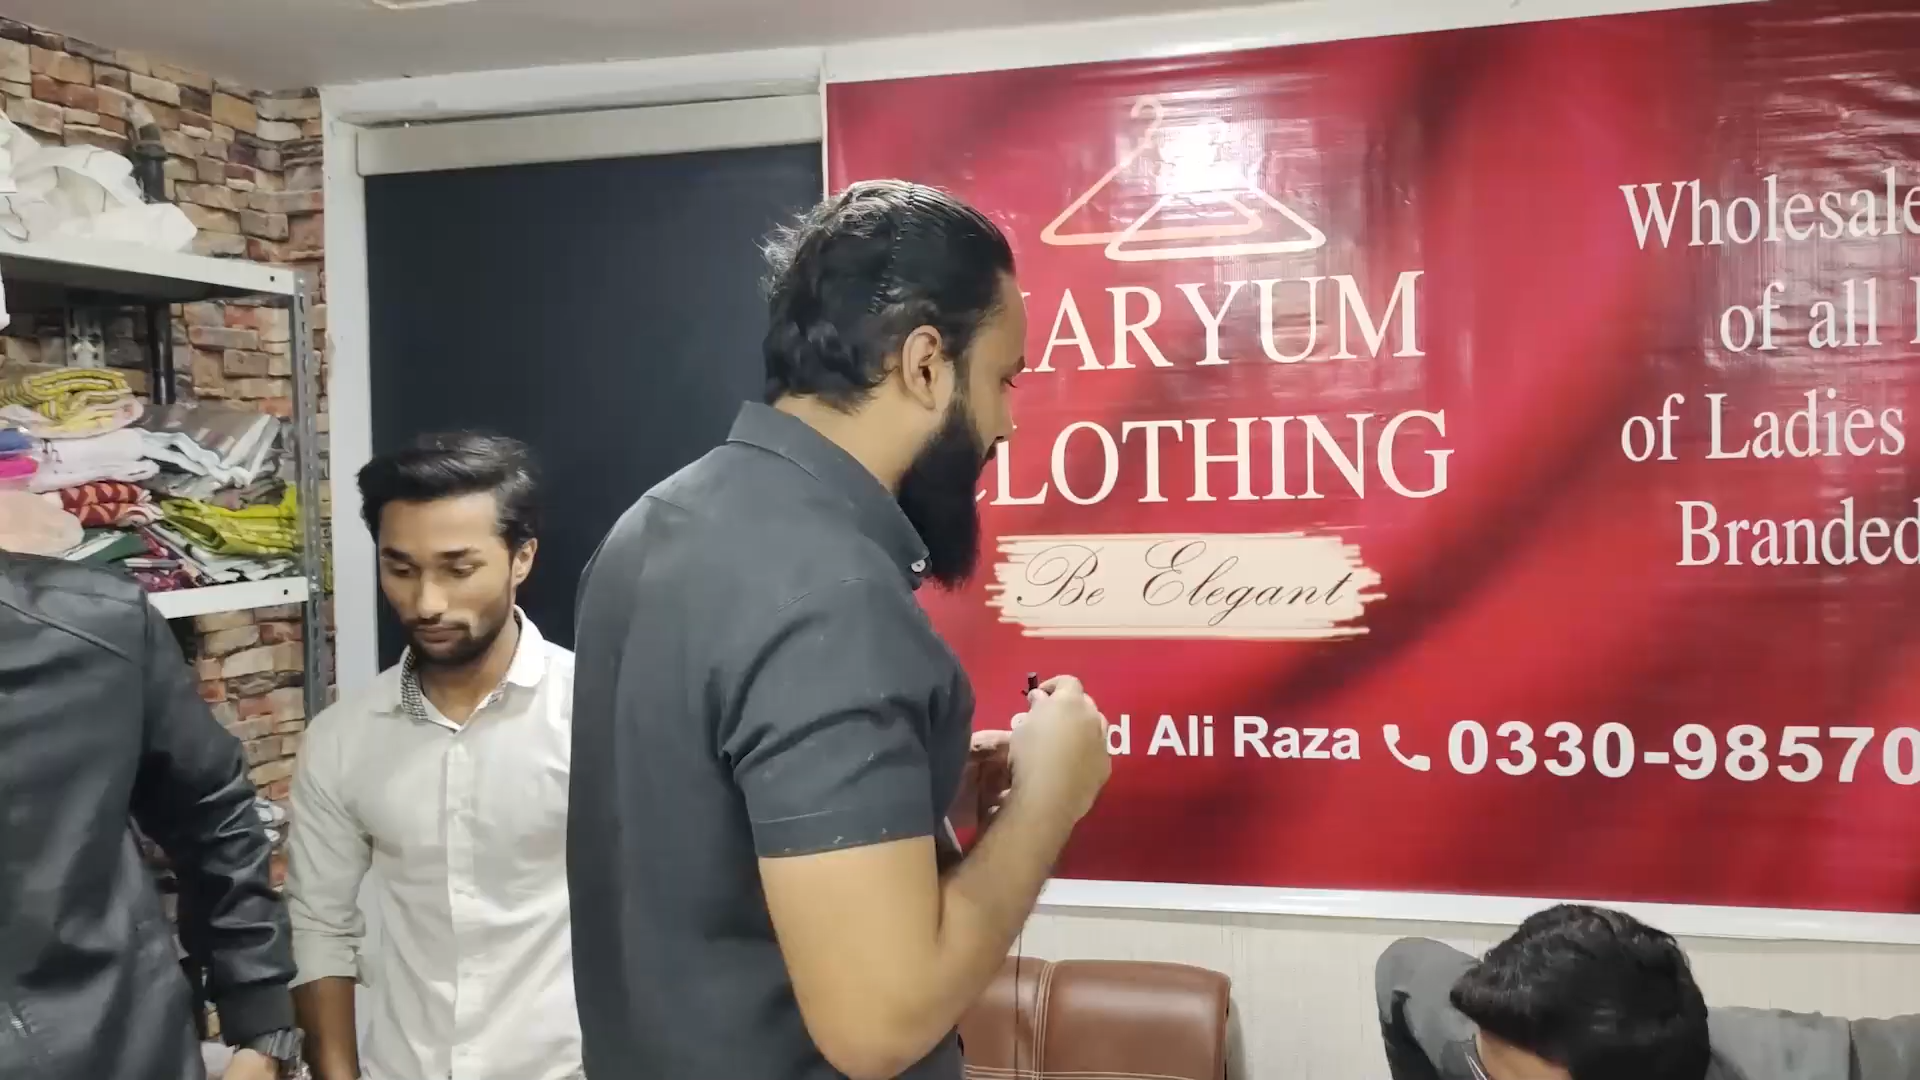 ARYUM
LOTHING
Be Elegant
d Ali Raza 0330-98570
Wholesale
of all
of Ladies
Branded